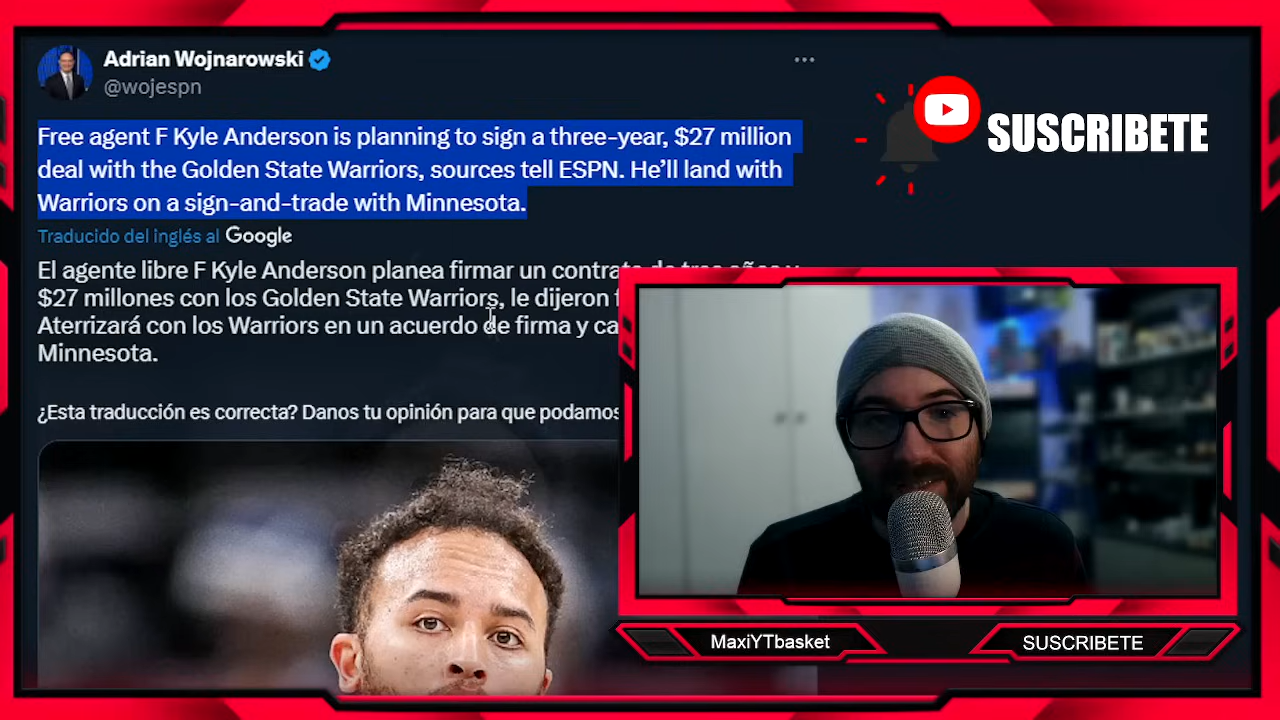 Adrian Wojnarowski
@wojespn
Free agent F Kyle Anderson is planning to sign a three-year, $27 million
deal with the Golden State Warriors, sources tell ESPN. He’ll land with
Warriors on a sign-and-trade with Minnesota.
Traducido del inglés al Google
El agente libre F Kyle Anderson planea firmar un contrato de tres años y
$27 millones con los Golden State Warriors, le dijeron
Aterrizará con los Warriors en un acuerdo de firma y
Minnesota.
¿Esta traducción es correcta? Danos tu opinión para que podamos
SUSCRIBETE
MaxiYTbasket
SUSCRIBETE